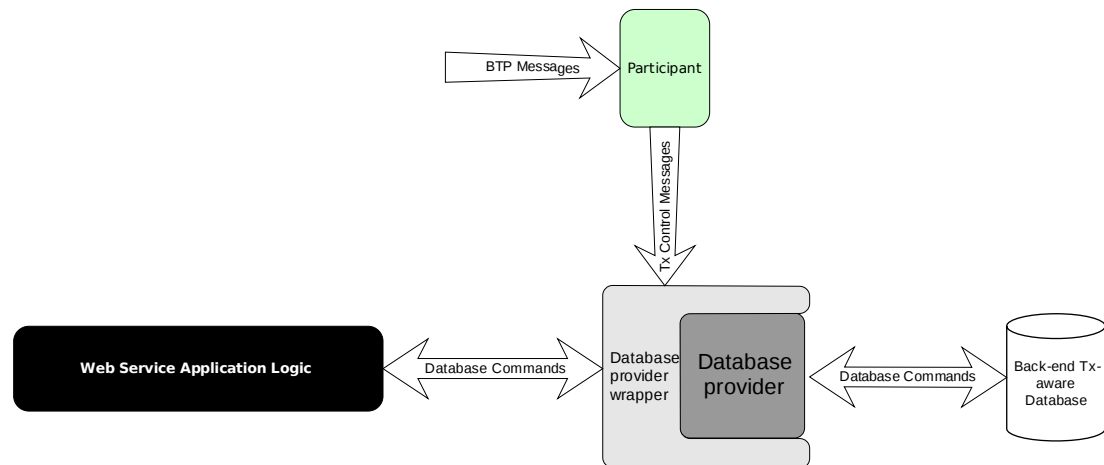 BTP Messages
Participant
Tx Control Messages
Web Service Application Logic
Database Commands
Database
provider
wrapper
Database
provider
Database Commands
Back-end Tx-
aware
Database